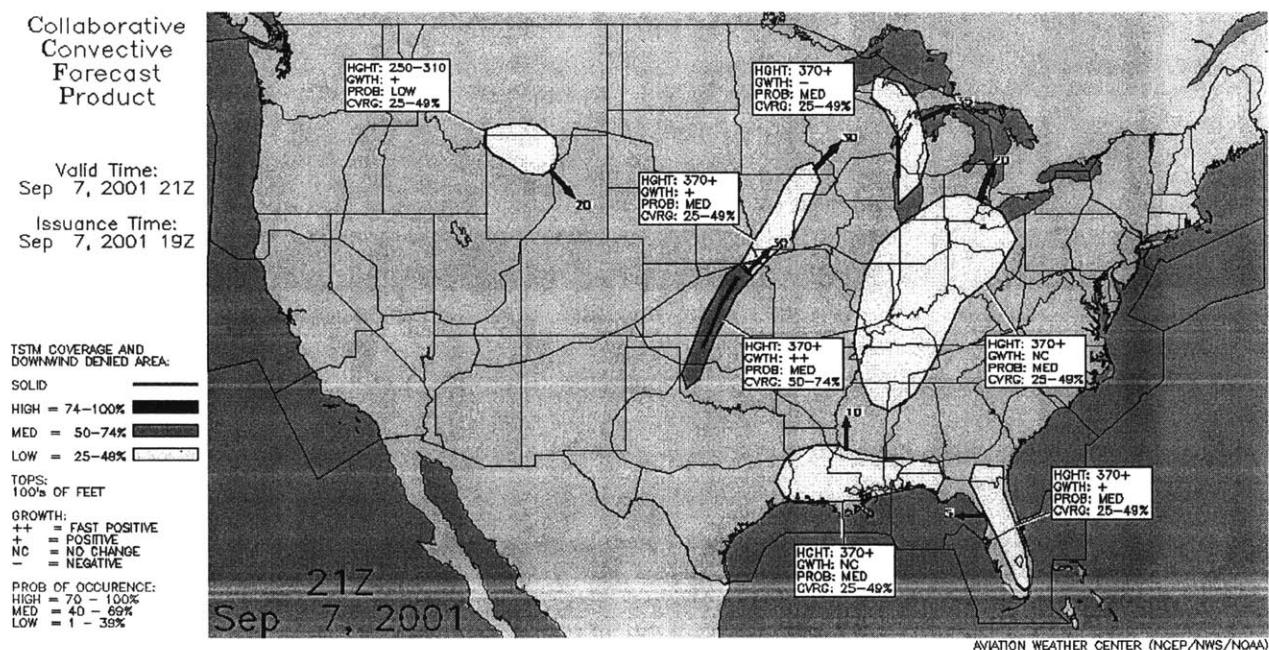 Collaborative
Convective
Forecast
Product
Valid Time:
Sep 7, 2001 21Z
Issuance Time:
Sep 7, 2001 19Z
TSTM COVERAGE AND
DOWNWIND DENIED AREA:
SOLID
HIGH = 74-100%
MED = 50-74%
LOW = 25-49%
TOPS:
100's OF FEET
GROWTH:
++ = FAST POSITIVE
+ = POSITIVE
NC = NO CHANGE
- = NEGATIVE
PROB OF OCCURENCE:
HIGH = 70 - 100%
MED = 40 - 69%
LOW = 1 - 39%
HGHT: 250-310
GWTH: +
PROB: LOW
CVRG: 25-49%
20
HGHT: 370+
GWTH: -
PROB: MED
CVRG: 25-49%
30
HGHT: 370+
GWTH: +
PROB: MED
CVRG: 25-49%
30
20
HGHT: 370+
GWTH: ++
PROB: MED
CVRG: 50-74%
HGHT: 370+
GWTH: NC
PROB: MED
CVRG: 25-49%
10
HGHT: 370+
GWTH: +
PROB: MED
CVRG: 25-49%
5
HGHT: 370+
GWTH: NC
PROB: MED
CVRG: 25-49%
21Z
Sep 7, 2001
AVIATION WEATHER CENTER (NCEP/NWS/NOAA)